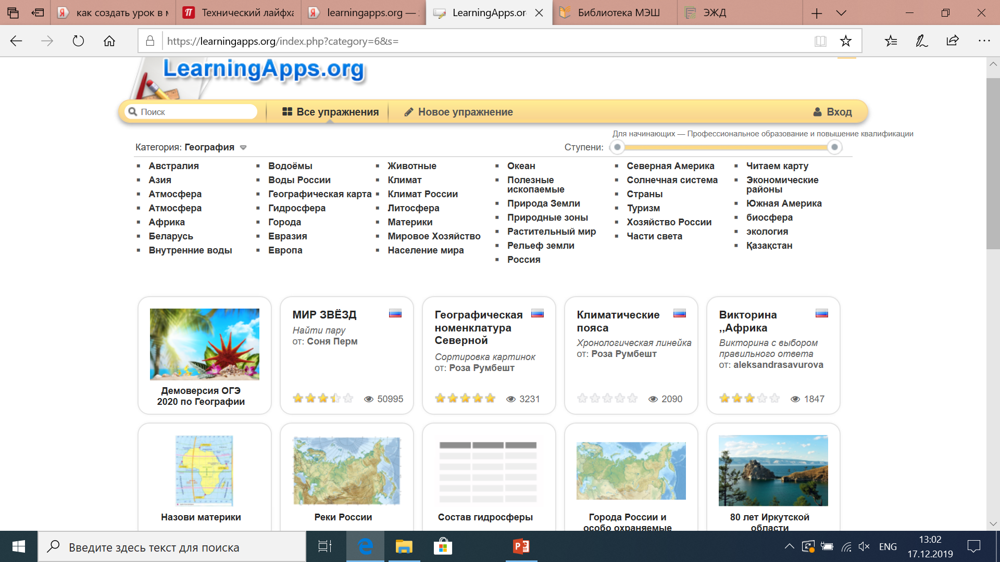 как создать урок в м
Технический лайфха
learningapps.org —
LearningApps.or
Библиотека МЭШ
ЭЖД
https://learningapps.org/index.php?category=6&s=
LearningApps.org
Поиск
Все упражнения
Новое упражнение
Вход
Для начинающих — Профессиональное образование и повышение квалификации
Категория: География
Ступени:
Австралия
Азия
Атмосфера
Атмосфера
Африка
Беларусь
Внутренние воды
Водоёмы
Воды России
Географическая карта
Гидросфера
Города
Евразия
Европа
Животные
Климат
Климат России
Литосфера
Материки
Мировое Хозяйство
Население мира
Океан
Полезные
ископаемые
Природа Земли
Природные зоны
Растительный мир
Рельеф земли
Россия
Северная Америка
Солнечная система
Страны
Туризм
Хозяйство России
Части света
Читаем карту
Экономические
районы
Южная Америка
биосфера
экология
Қазақстан
Демоверсия ОГЭ
2020 по Географии
МИР ЗВЁЗД
Найти пару
от: Соня Перм
50995
Географическая
номенклатура
Северной
Сортировка картинок
от: Роза Румбешт
3231
Климатические
пояса
Хронологическая линейка
от: Роза Румбешт
2090
Викторина
,,Африка
Викторина с выбором
правильного ответа
от: aleksandrasavurova
1847
Назови материки
Реки России
Состав гидросферы
Города России и
особо охраняемые
80 лет Иркутской
области
Введите здесь текст для поиска
ENG
13:02
17.12.2019